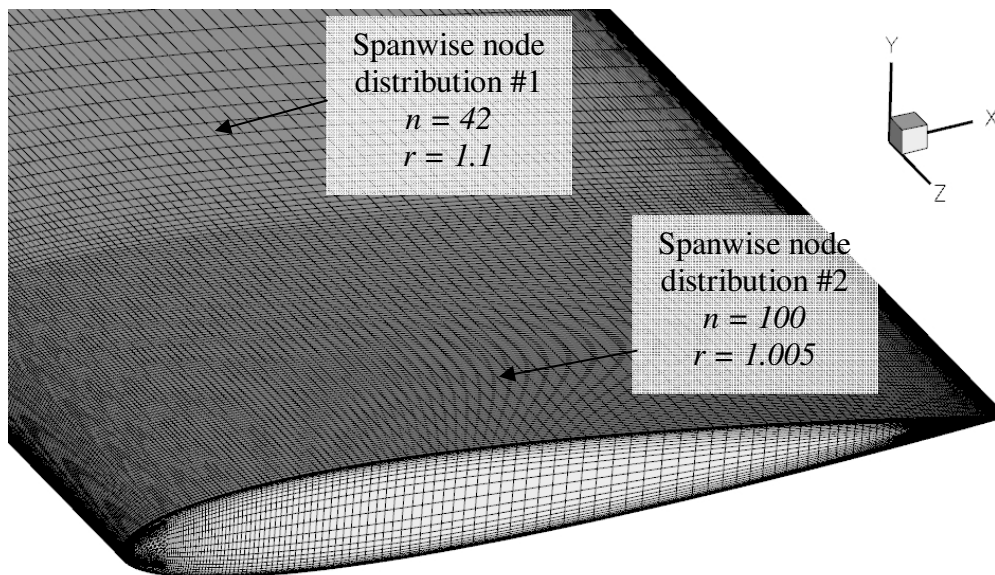 Spanwise node
distribution #1
n = 42
r = 1.1
Y
X
Z
Spanwise node
distribution #2
n = 100
r = 1.005